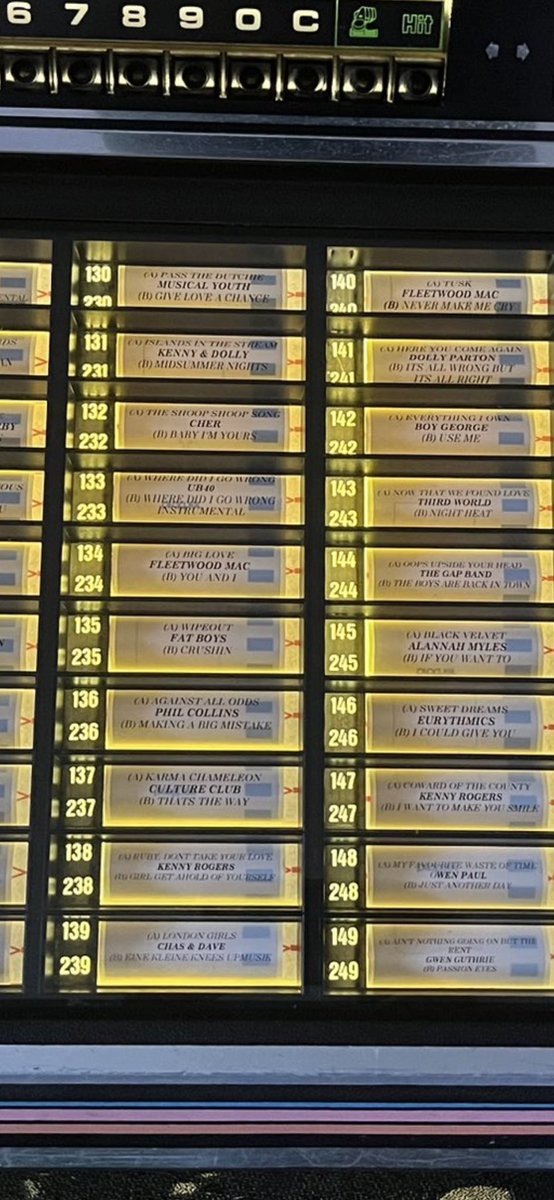 6 7 8 9 0 C Hit
130
(A) PASS THE DUTCHIE
MUSICAL YOUTH
(B) GIVE LOVE A CHANCE
230
131
(A) ISLANDS IN THE STREAM
KENNY & DOLLY
(B) MIDSUMMER NIGHTS
231
132
(A) THE SHOOP SHOOP SONG
CHER
(B) BABY I'M YOURS
232
133
(A) WHERE DID I GO WRONG
UB40
(B) WHERE DID I GO WRONG
INSTRUMENTAL
233
134
(A) BIG LOVE
FLEETWOOD MAC
(B) YOU AND I
234
135
(A) WIPEOUT
FAT BOYS
(B) CRUSHIN
235
136
(A) AGAINST ALL ODDS
PHIL COLLINS
(B) MAKING A BIG MISTAKE
236
137
(A) KARMA CHAMELEON
CULTURE CLUB
(B) THATS THE WAY
237
138
(A) RUBY DONT TAKE YOUR LOVE
KENNY ROGERS
(B) GIRL GET AHOLD OF YOURSELF
238
139
(A) LONDON GIRLS
CHAS & DAVE
(B) EINE KLEINE KNEES UPMUSIK
239
140
(A) TUSK
FLEETWOOD MAC
(B) NEVER MAKE ME CRY
240
141
(A) HERE YOU COME AGAIN
DOLLY PARTON
(B) ITS ALL WRONG BUT
ITS ALL RIGHT
241
142
(A) EVERYTHING I OWN
BOY GEORGE
(B) USE ME
242
143
(A) NOW THAT WE FOUND LOVE
THIRD WORLD
(B) NIGHT HEAT
243
144
(A) OOPS UPSIDE YOUR HEAD
THE GAP BAND
(B) THE BOYS ARE BACK IN TOWN
244
145
(A) BLACK VELVET
ALANNAH MYLES
(B) IF YOU WANT TO
245
146
(A) SWEET DREAMS
EURYTHMICS
(B) I COULD GIVE YOU
246
147
(A) COWARD OF THE COUNTY
KENNY ROGERS
(B) I WANT TO MAKE YOU SMILE
247
148
(A) MY FAVOURITE WASTE OF TIME
OWEN PAUL
(B) JUST ANOTHER DAY
248
149
(A) AIN'T NOTHING GOING ON BUT THE
RENT
GWEN GUTHRIE
(B) PASSION EYES
249